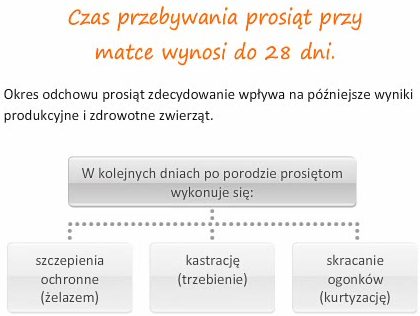 Czas przebywania prosiąt przy
matce wynosi do 28 dni.
Okres odchowu prosiąt zdecydowanie wpływa na późniejsze wyniki
produkcyjne i zdrowotne zwierząt.
W kolejnych dniach po porodzie prosiętom
wykonuje się:
szczepienia
ochronne
(żelazem)
kastrację
(trzebienie)
skracanie
ogonków
(kurtyzację)